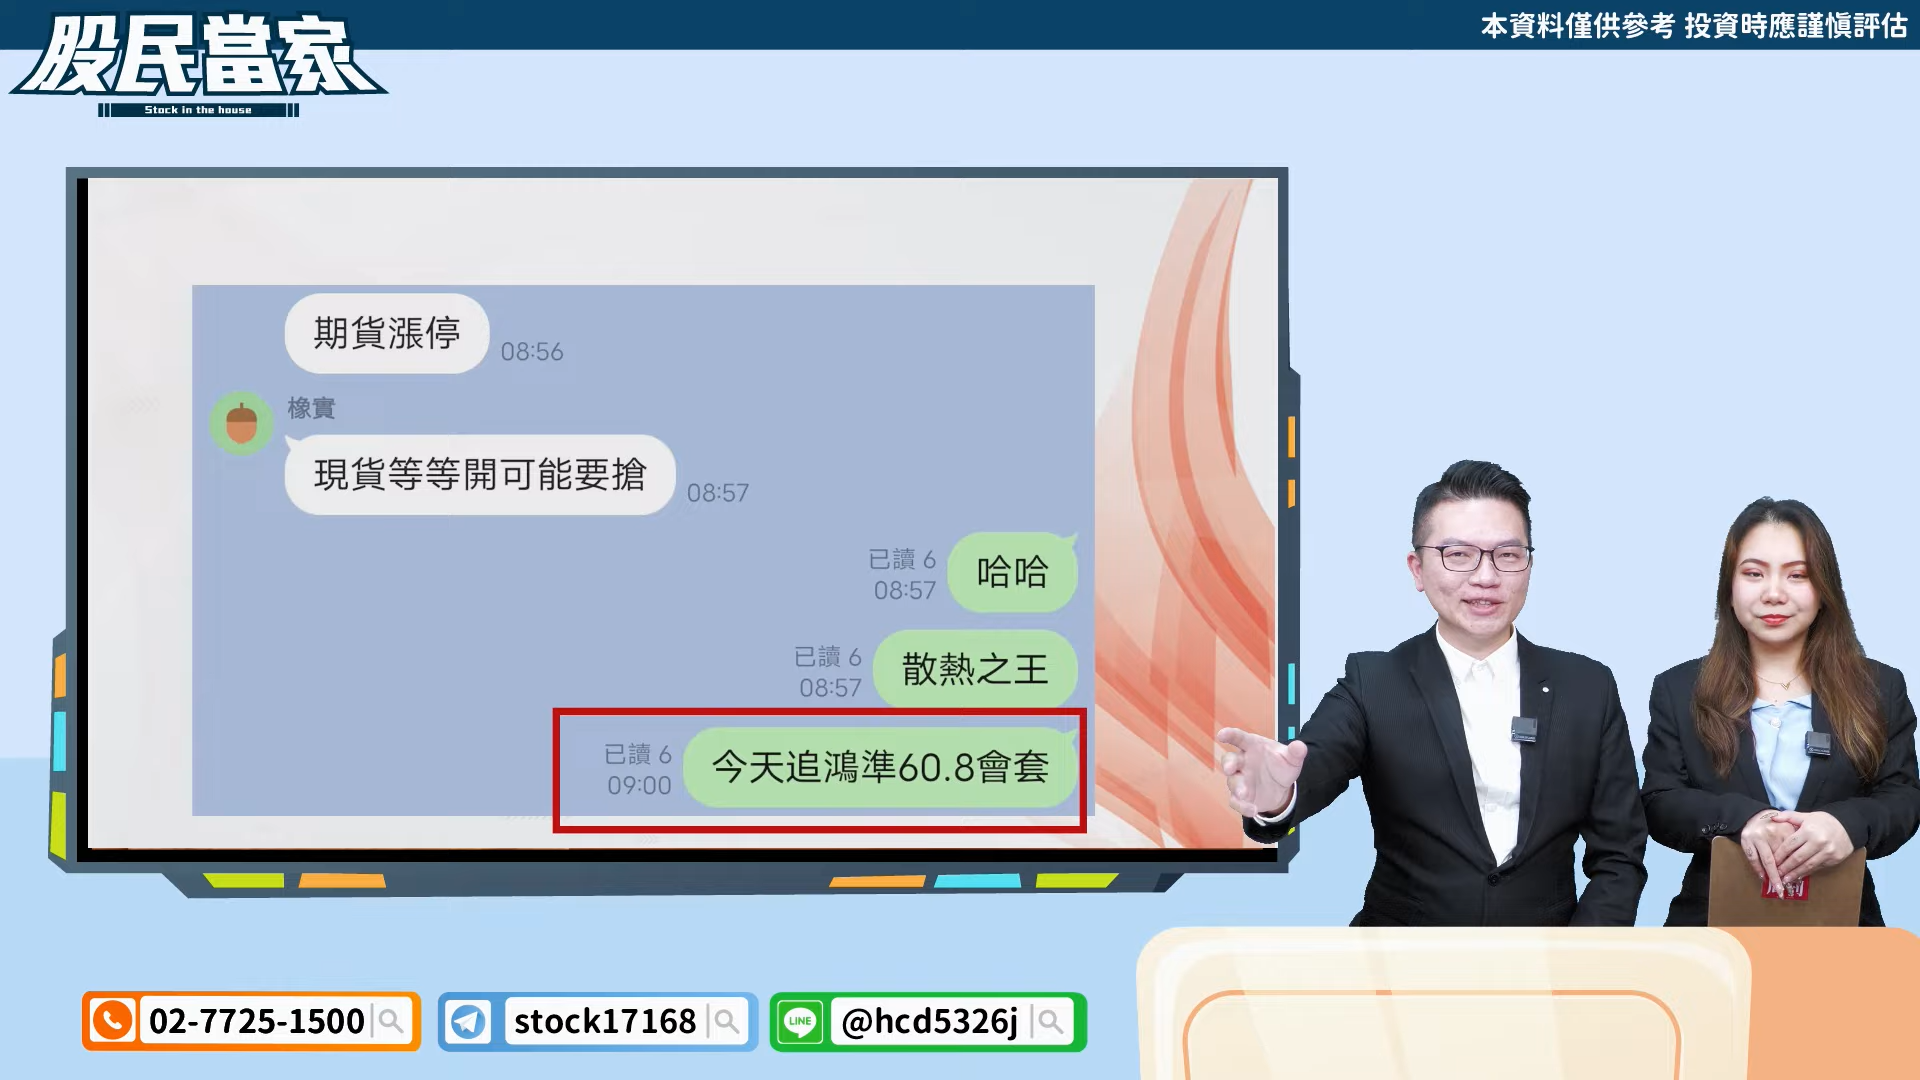 股民當家
Stock in the house
本資料僅供參考 投資時應謹慎評估
期貨漲停
08:56
橡實
現貨等等開可能要搶
08:57
已讀 6
08:57
哈哈
已讀 6
08:57
散熱之王
已讀 6
09:00
今天追鴻準60.8會套
02-7725-1500
stock17168
LINE
@hcd5326j